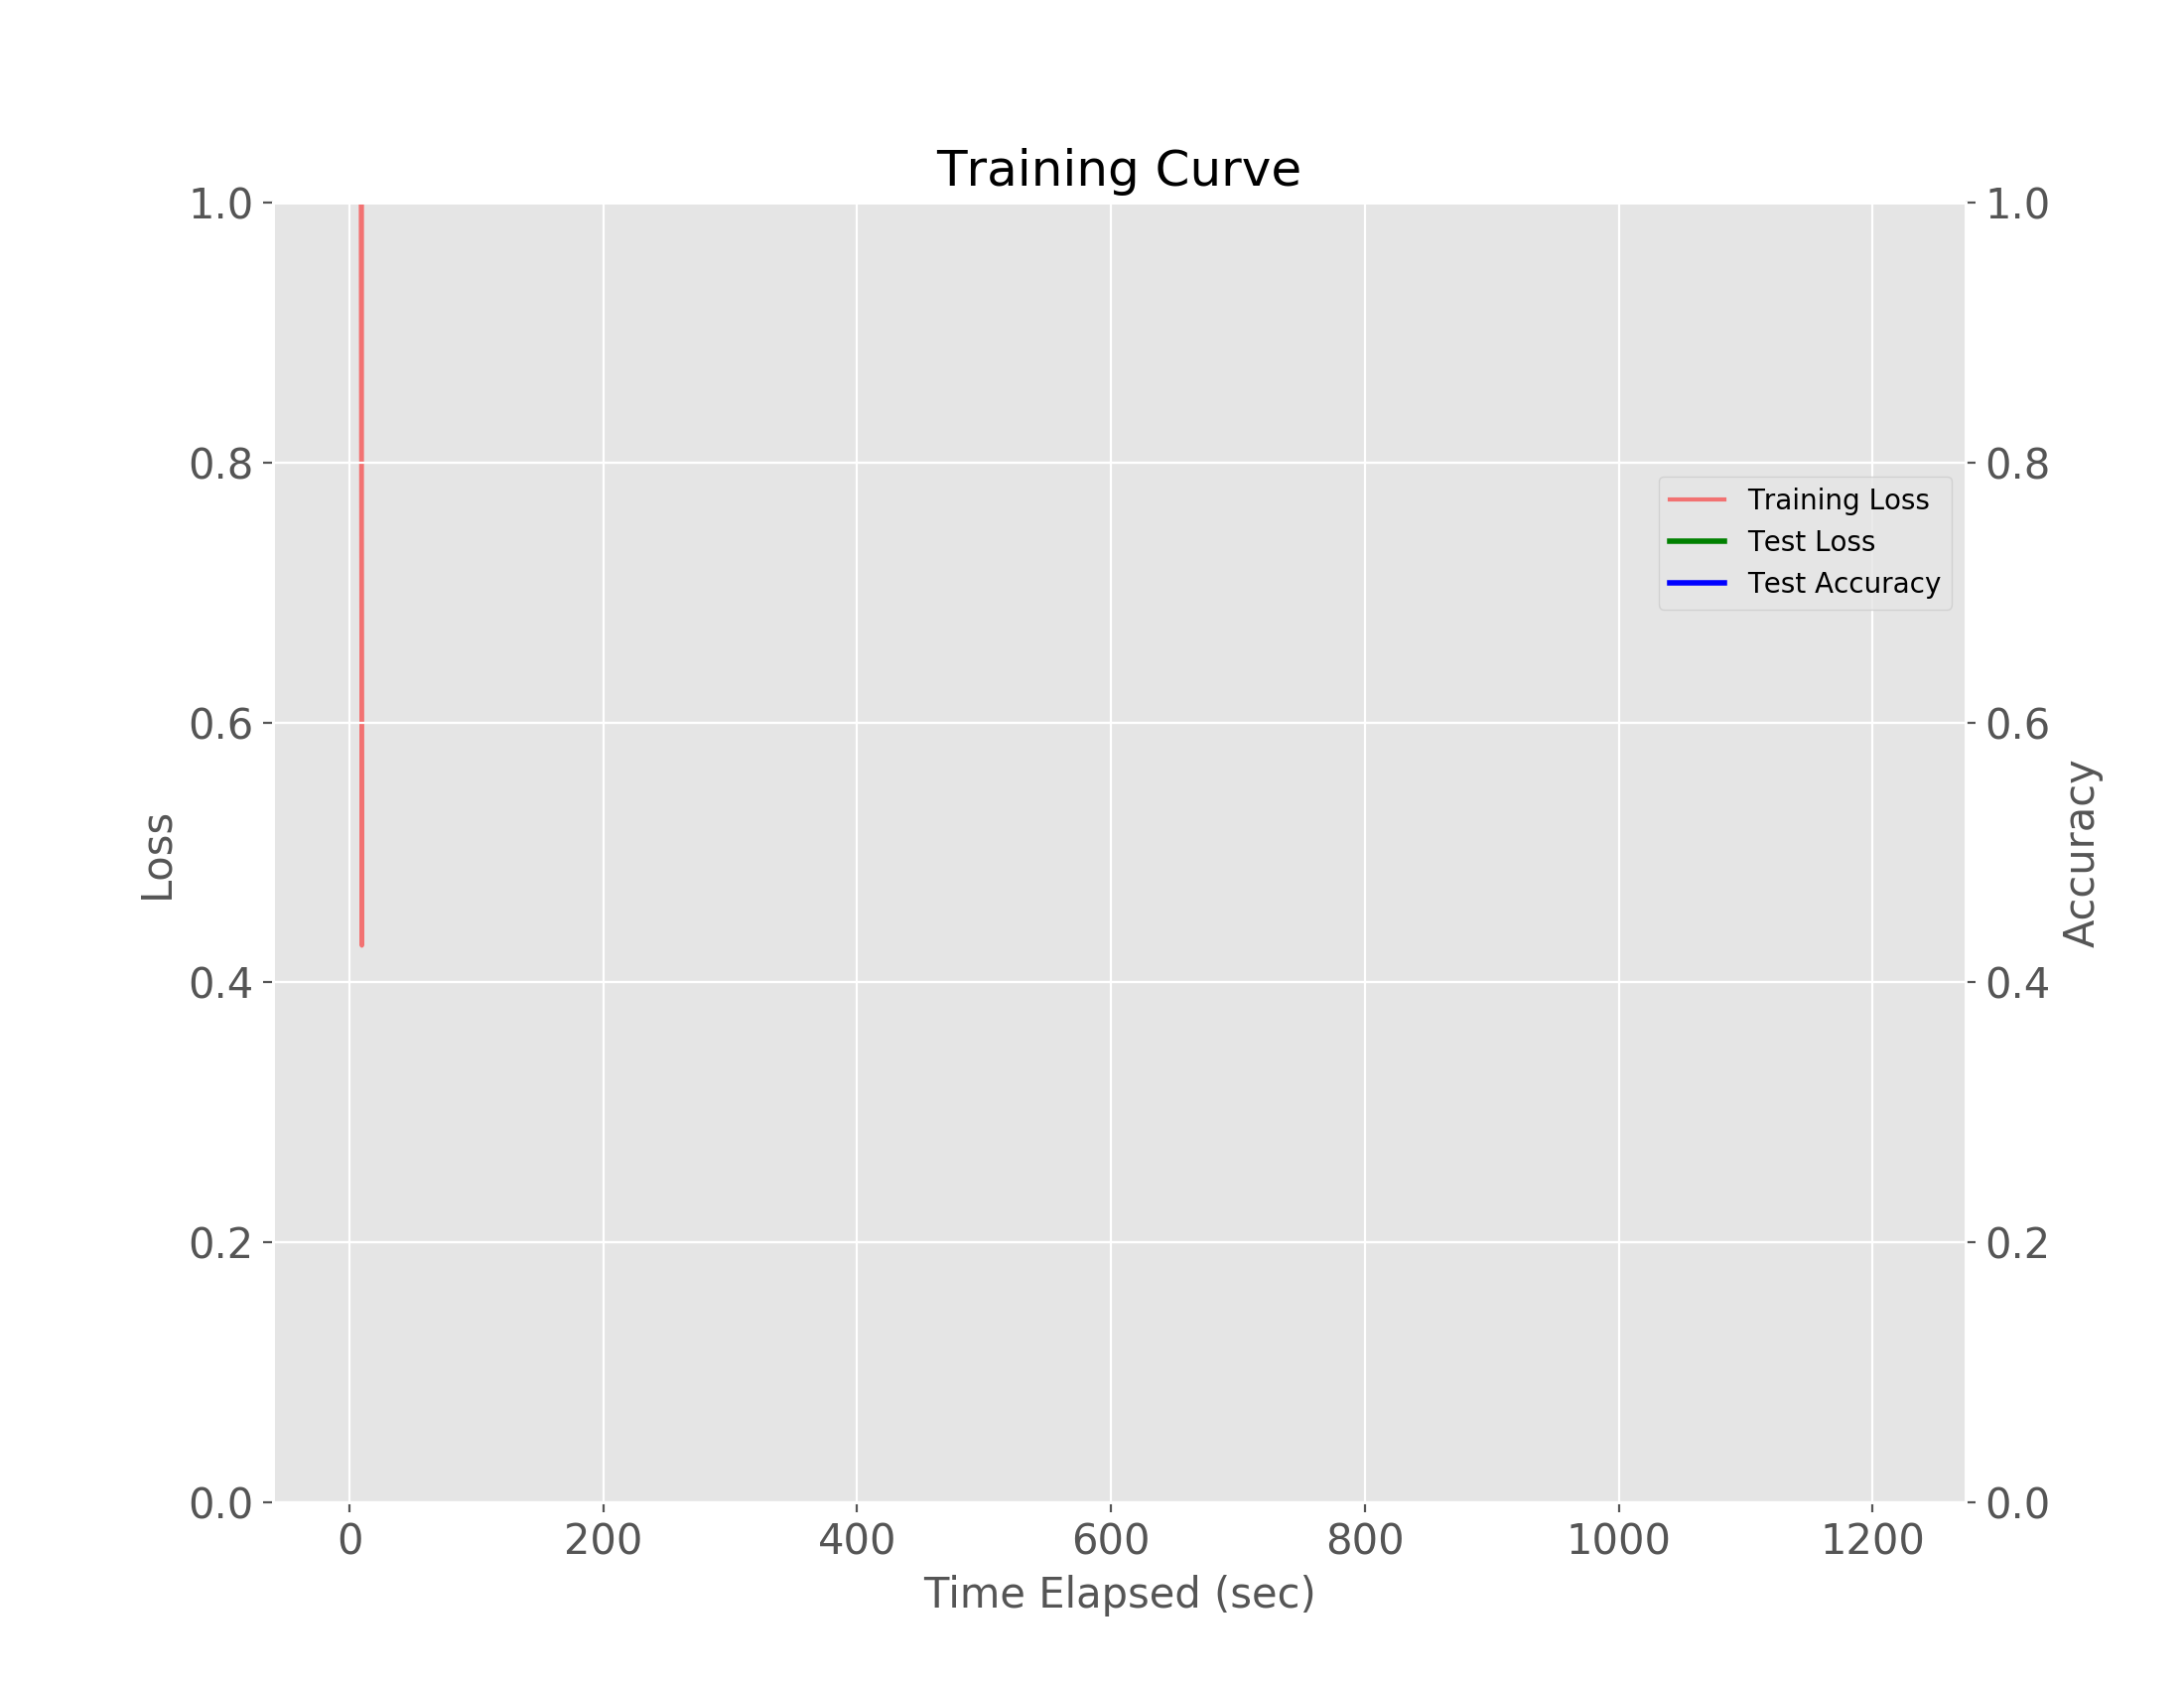 Training Curve
1.0
0.8
0.6
0.4
0.2
0.0
Loss
1.0
0.8
0.6
0.4
0.2
0.0
Accuracy
Training Loss
Test Loss
Test Accuracy
0 200 400 600 800 1000 1200
Time Elapsed (sec)